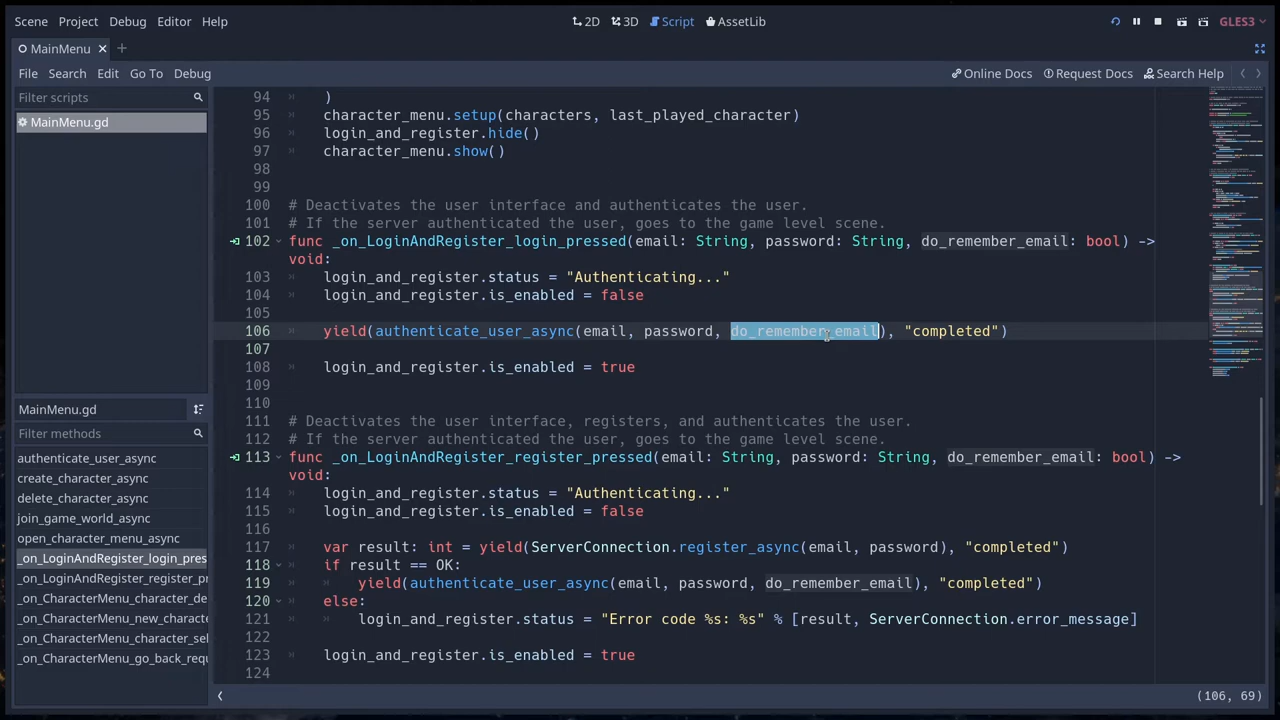 Scene Project Debug Editor Help
2D 3D Script AssetLib
GLES3
MainMenu
File Search Edit Go To Debug
Online Docs Request Docs Search Help
Filter scripts
MainMenu.gd
MainMenu.gd
Filter methods
authenticate_user_async
create_character_async
delete_character_async
join_game_world_async
open_character_menu_async
_on_LoginAndRegister_login_pres
_on_LoginAndRegister_register_pr
_on_CharacterMenu_character_de
_on_CharacterMenu_new_characte
_on_CharacterMenu_character_sel
_on_CharacterMenu_go_back_requ
94 )
95 character_menu.setup(characters, last_played_character)
96 login_and_register.hide()
97 character_menu.show()
98
99
100 # Deactivates the user intrface and authenticates the user.
101 # If the server authenticated the user, goes to the game level scene.
102 func _on_LoginAndRegister_login_pressed(email: String, password: String, do_remember_email: bool) ->
void:
103 login_and_register.status = "Authenticating..."
104 login_and_register.is_enabled = false
105
106 yield(authenticate_user_async(email, password, do_remember_email), "completed")
107
108 login_and_register.is_enabled = true
109
110
111 # Deactivates the user interface, registers, and authenticates the user.
112 # If the server authenticated the user, goes to the game level scene.
113 func _on_LoginAndRegister_register_pressed(email: String, password: String, do_remember_email: bool) ->
void:
114 login_and_register.status = "Authenticating..."
115 login_and_register.is_enabled = false
116
117 var result: int = yield(ServerConnection.register_async(email, password), "completed")
118 if result == OK:
119 yield(authenticate_user_async(email, password, do_remember_email), "completed")
120 else:
121 login_and_register.status = "Error code %s: %s" % [result, ServerConnection.error_message]
122
123 login_and_register.is_enabled = true
124
(106, 69)